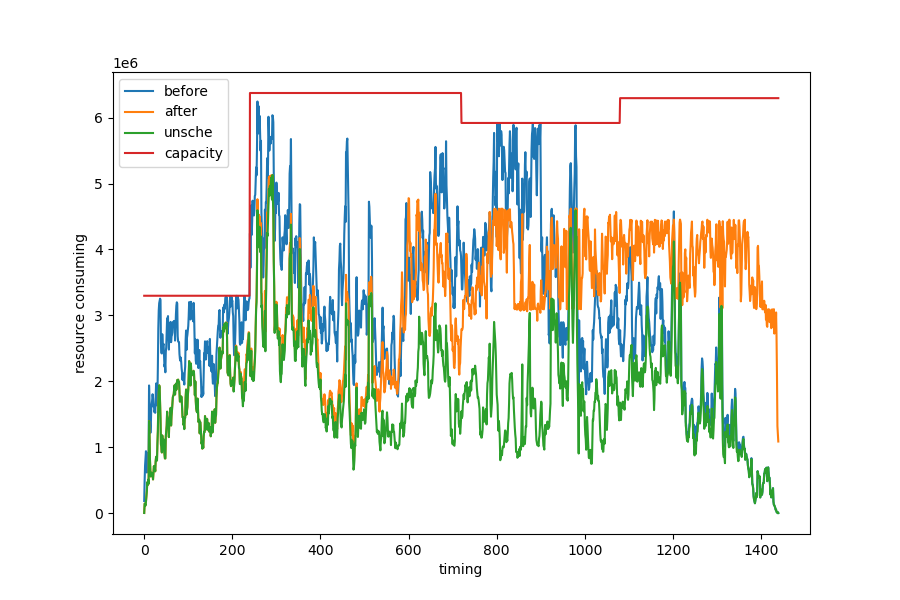 1e6
before
after
unsche
capacity
6
5
4
3
2
1
0
resource consuming
0 200 400 600 800 1000 1200 1400
timing